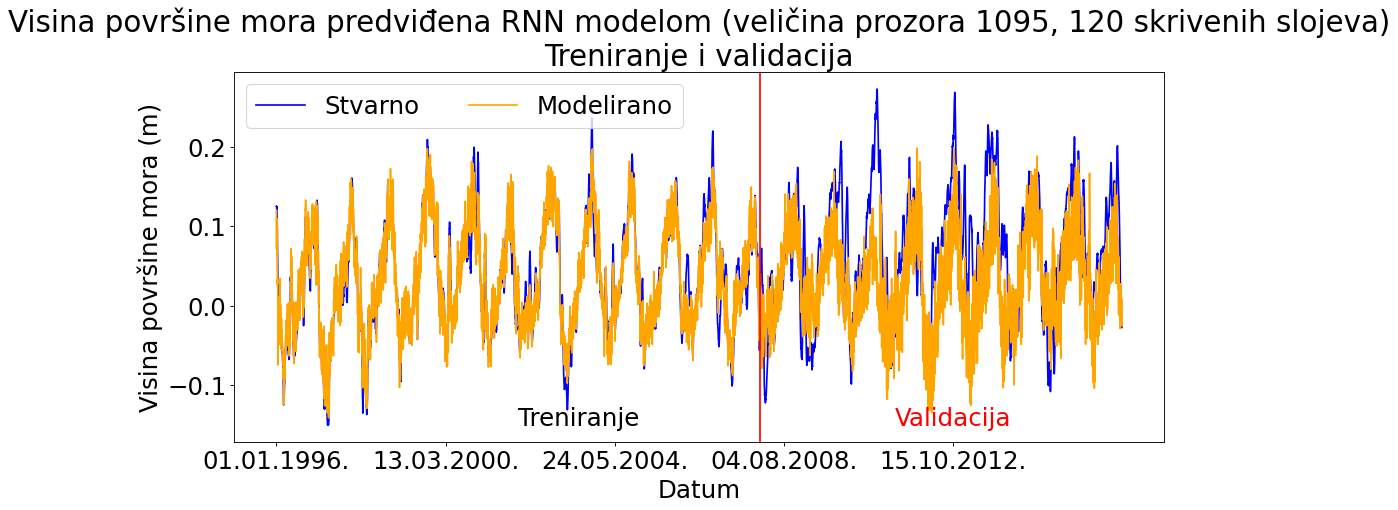 Visina površine mora predviđena RNN modelom (veličina prozora 1095, 120 skrivenih slojeva)
Treniranje i validacija
Stvarno
Modelirano
Visina površine mora (m)
0.2
0.1
0.0
−0.1
Treniranje
Validacija
01.01.1996.
13.03.2000.
24.05.2004.
04.08.2008.
15.10.2012.
Datum